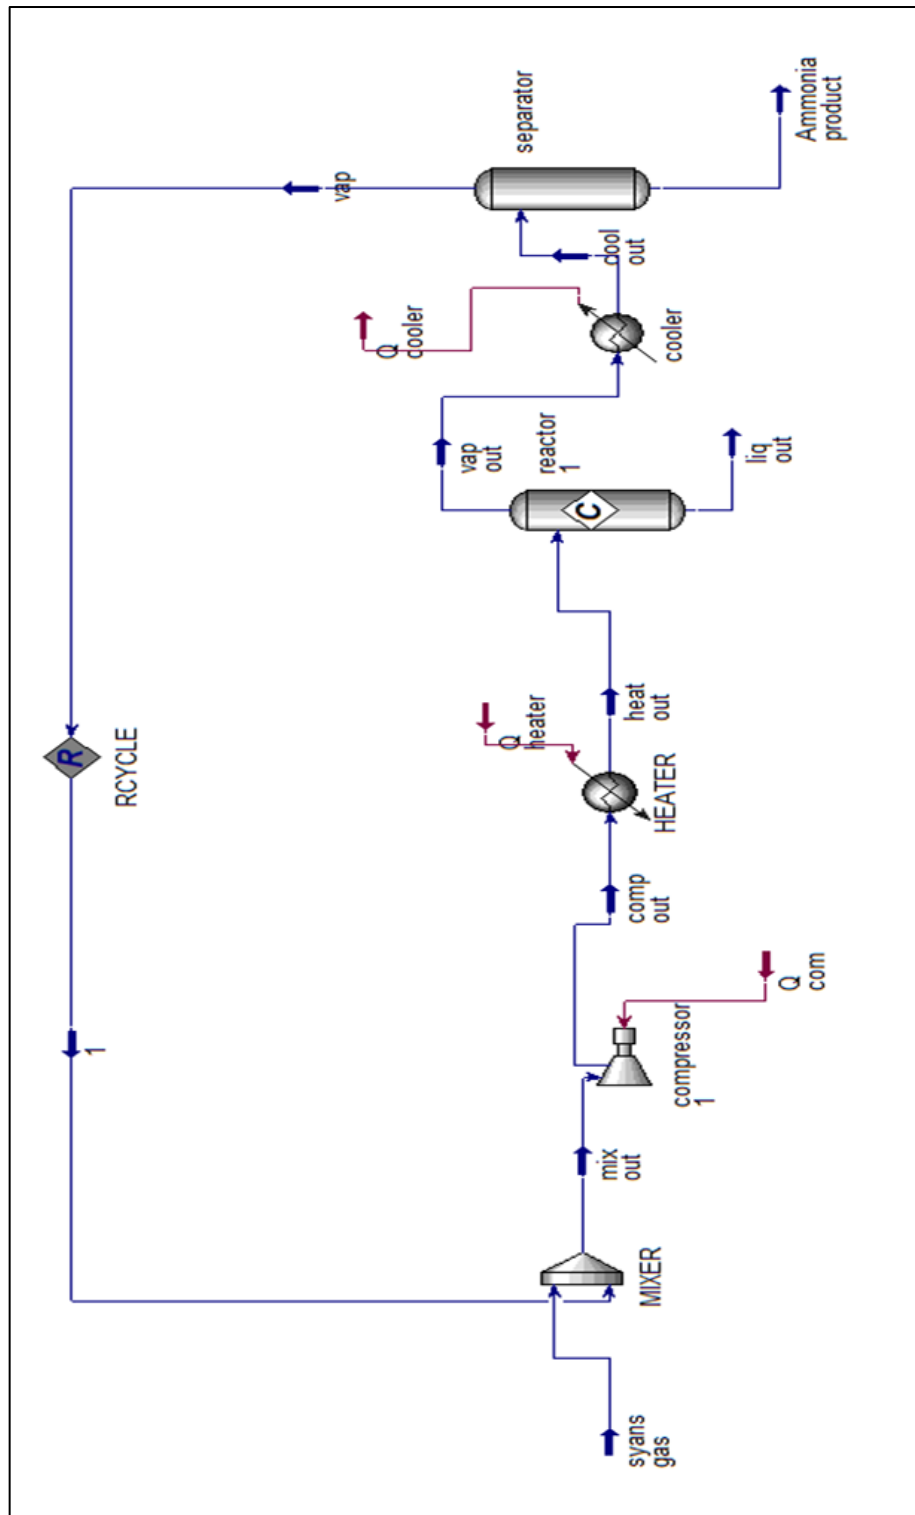 syans
gas
MIXER
mix
out
compressor
1
Q
com
comp
out
HEATER
Q
heater
heat
out
reactor
1
C
liq
out
vap
out
cooler
Q
cooler
cool
out
separator
Ammonia
product
vap
R
RCYCLE
1